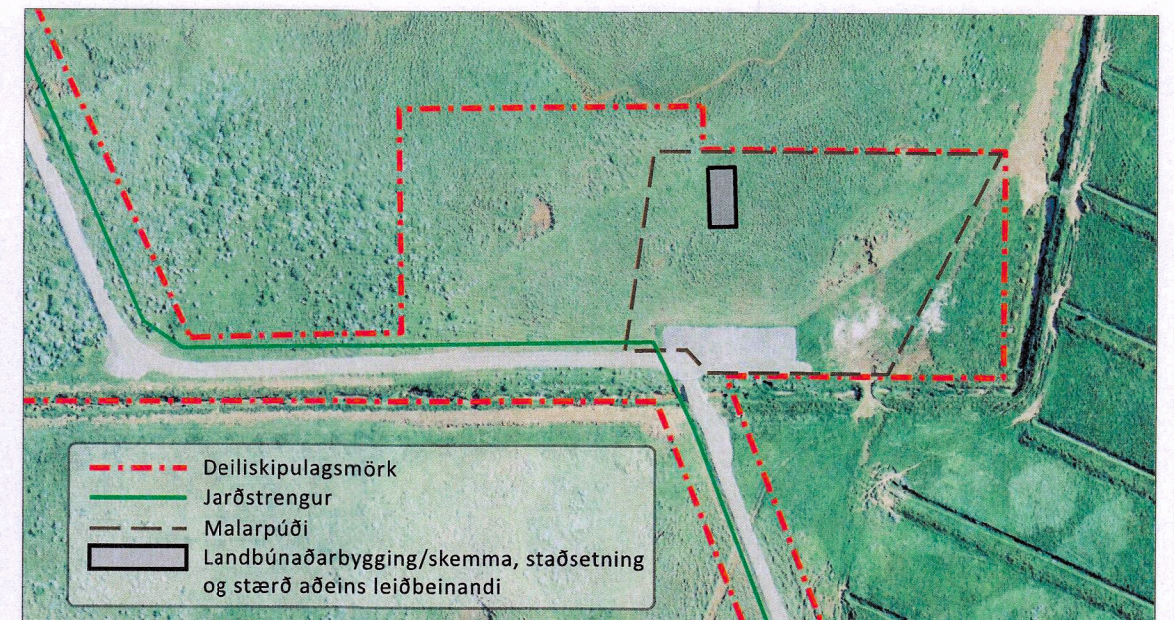 Deiliskipulagsmörk
Jarðstrengur
Malarpúði
Landbúnaðarbygging/skemma, staðsetning
og stærð aðeins leiðbeinandi